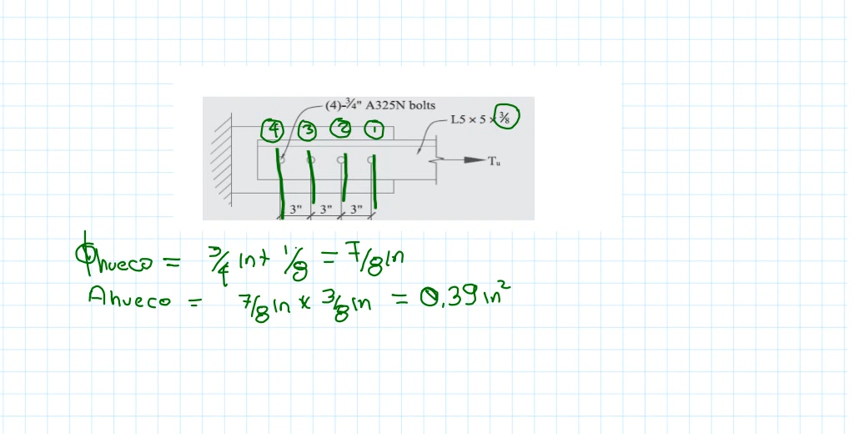 (4)-¾" A325N bolts
L5 × 5 × ⅜
④ ③ ② ①
Tᵤ
3" 3" 3"
ϕhueco = 3/4 in + 1/8 = 7/8 in
Ahueco = 7/8 in * 3/8 in = 0,39 in²